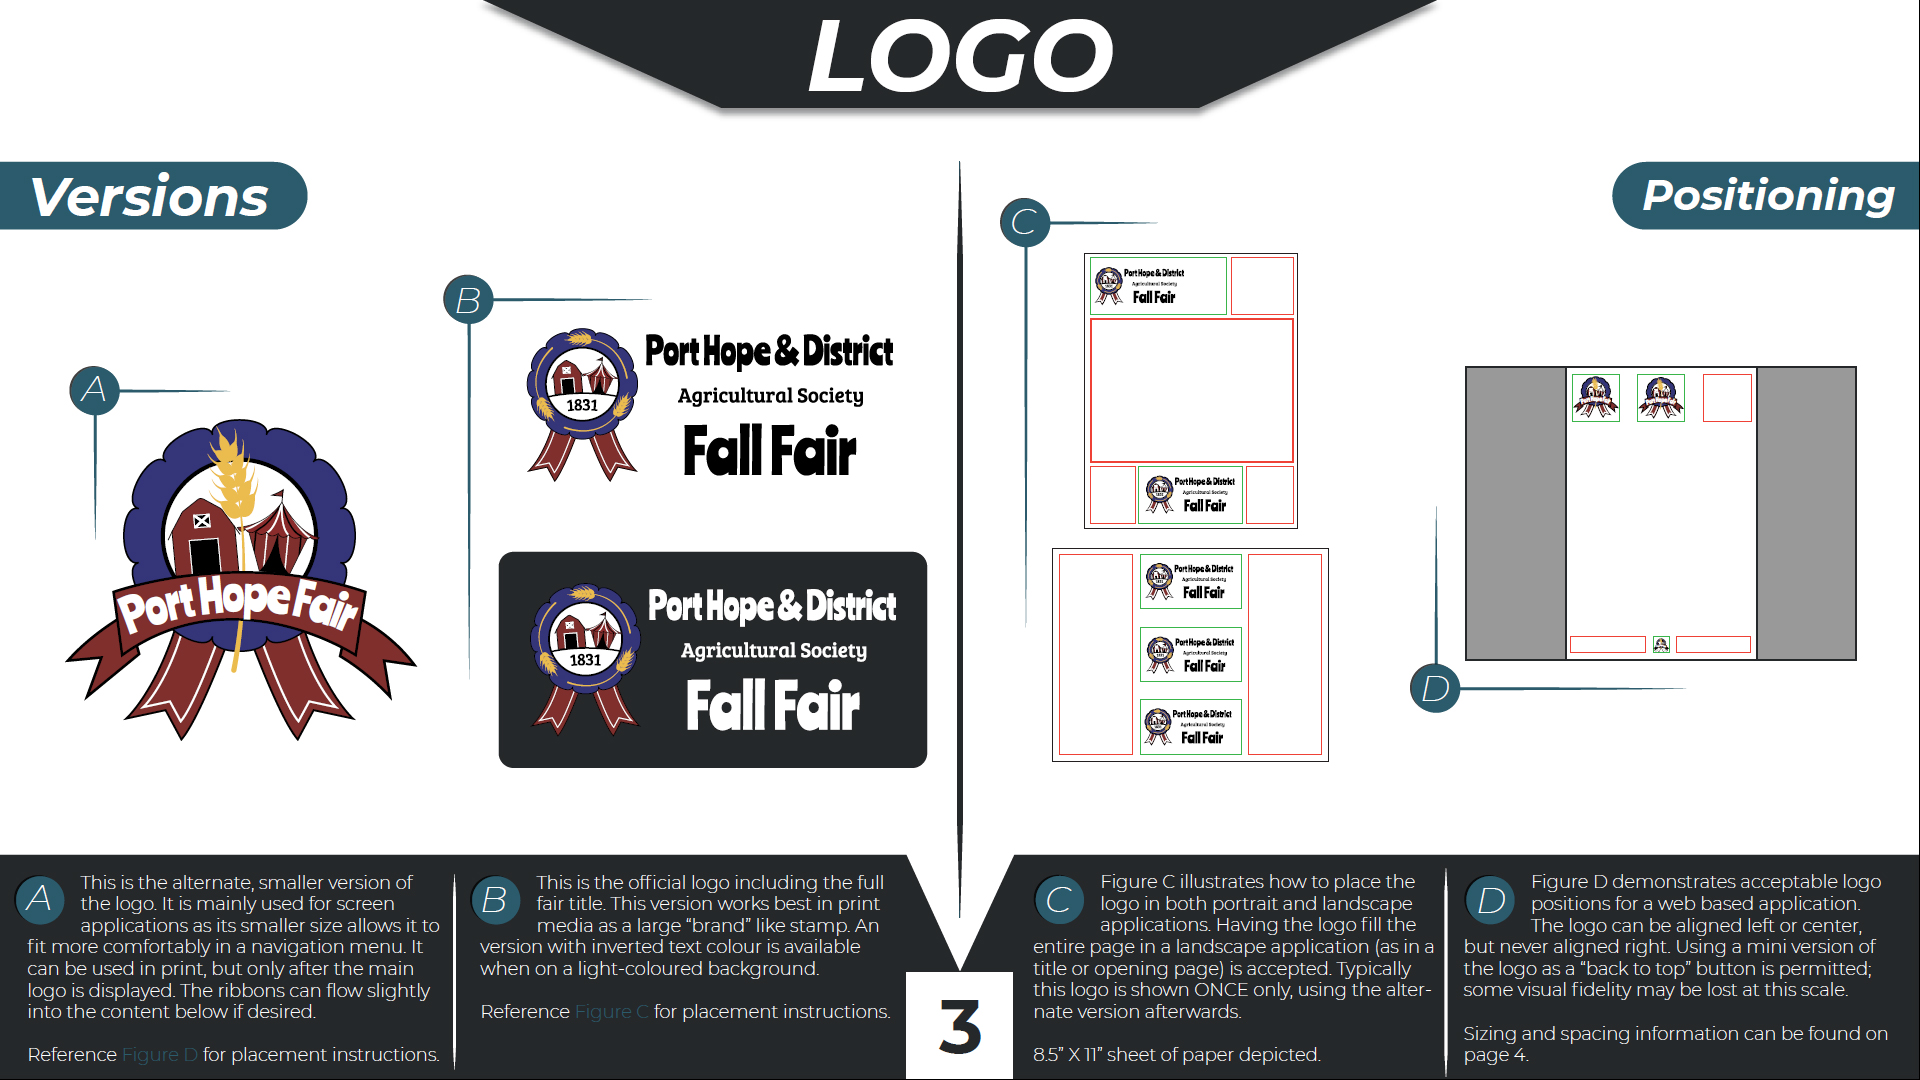 LOGO
Versions
Positioning
A
Port Hope Fair
B
Port Hope & District
Agricultural Society
Fall Fair
1831
Port Hope & District
Agricultural Society
Fall Fair
1831
C
Port Hope & District
Agricultural Society
Fall Fair
Port Hope & District
Agricultural Society
Fall Fair
Port Hope & District
Agricultural Society
Fall Fair
Port Hope & District
Agricultural Society
Fall Fair
Port Hope & District
Agricultural Society
Fall Fair
D
A
This is the alternate, smaller version of
the logo. It is mainly used for screen
applications as its smaller size allows it to
fit more comfortably in a navigation menu. It
can be used in print, but only after the main
logo is displayed. The ribbons can flow slightly
into the content below if desired.
Reference Figure D for placement instructions.
B
This is the official logo including the full
fair title. This version works best in print
media as a large “brand” like stamp. An
version with inverted text colour is available
when on a light-coloured background.
Reference Figure C for placement instructions.
3
C
Figure C illustrates how to place the
logo in both portrait and landscape
applications. Having the logo fill the
entire page in a landscape application (as in a
title or opening page) is accepted. Typically
this logo is shown ONCE only, using the alter-
nate version afterwards.
8.5” X 11” sheet of paper depicted.
D
Figure D demonstrates acceptable logo
positions for a web based application.
The logo can be aligned left or center,
but never aligned right. Using a mini version of
the logo as a “back to top” button is permitted;
some visual fidelity may be lost at this scale.
Sizing and spacing information can be found on
page 4.